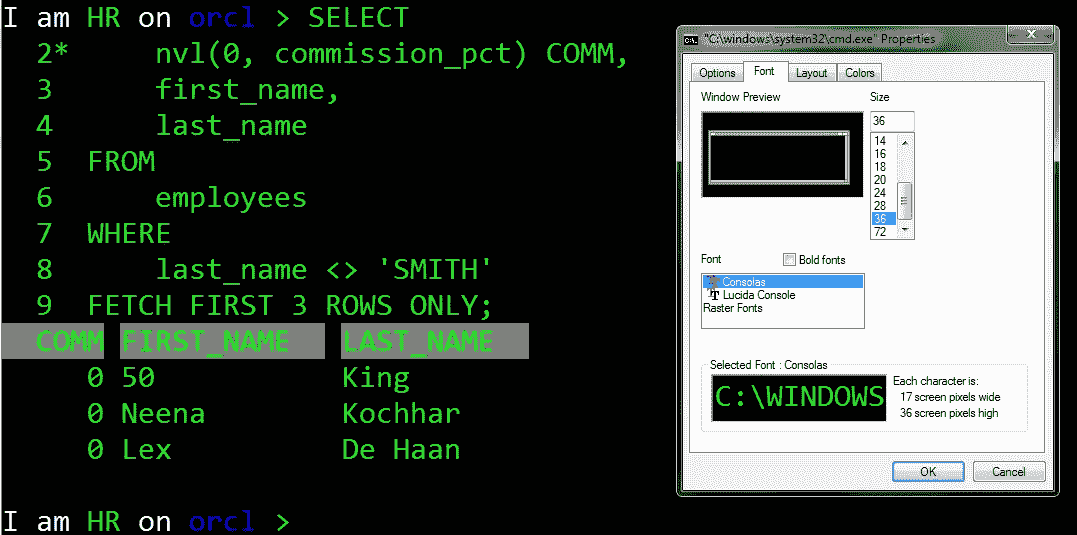 I am HR on orcl > SELECT
2* nvl(0, commission_pct) COMM,
3 first_name,
4 last_name
5 FROM
6 employees
7 WHERE
8 last_name <> 'SMITH'
9 FETCH FIRST 3 ROWS ONLY;
COMM FIRST_NAME LAST_NAME
0 50 King
0 Neena Kochhar
0 Lex De Haan
I am HR on orcl >
"C:\windows\system32\cmd.exe" Properties
Options Font Layout Colors
Window Preview Size
36
14
16
18
20
24
28
36
72
Font Bold fonts
Consolas
Lucida Console
Raster Fonts
Selected Font : Consolas
C:\WINDOWS
Each character is:
17 screen pixels wide
36 screen pixels high
OK Cancel